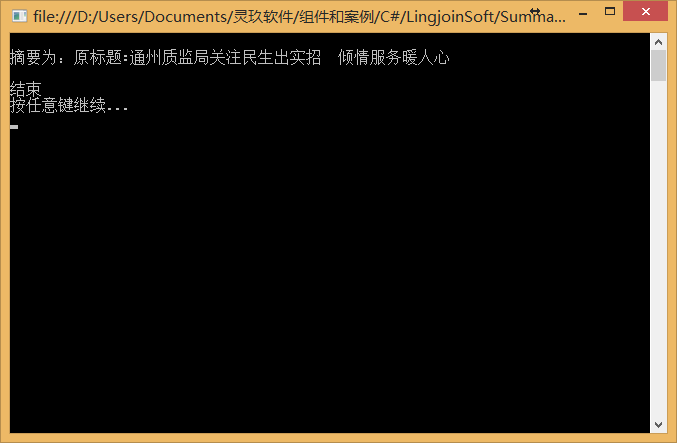 file:///D:/Users/Documents/灵玖软件/组件和案例/C#/LingjoinSoft/Summa...
摘要为：原标题:通州质监局关注民生出实招　倾情服务暖人心
结束
按任意键继续...